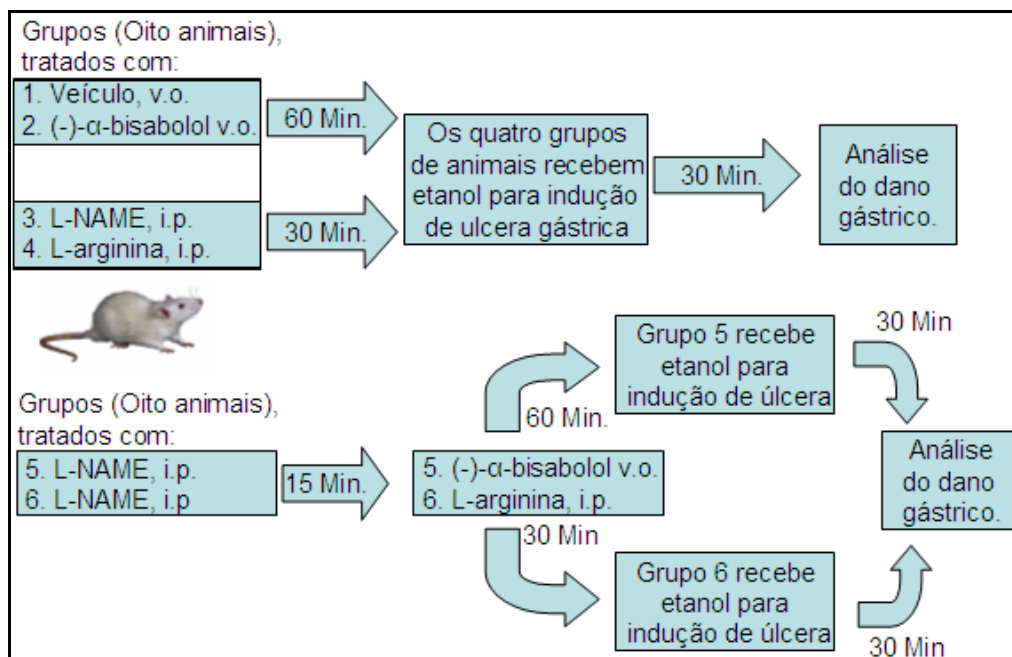 Grupos (Oito animais),
tratados com:
1. Veículo, v.o.
2. (-)-α-bisabolol v.o.
60 Min.
3. L-NAME, i.p.
4. L-arginina, i.p.
30 Min.
Os quatro grupos
de animais recebem
etanol para indução
de ulcera gástrica
30 Min.
Análise
do dano
gástrico.
Grupos (Oito animais),
tratados com:
5. L-NAME, i.p.
6. L-NAME, i.p
15 Min.
5. (-)-α-bisabolol v.o.
6. L-arginina, i.p.
60 Min.
Grupo 5 recebe
etanol para
indução de úlcera
30 Min
30 Min
Grupo 6 recebe
etanol para
indução de úlcera
30 Min
Análise
do dano
gástrico.